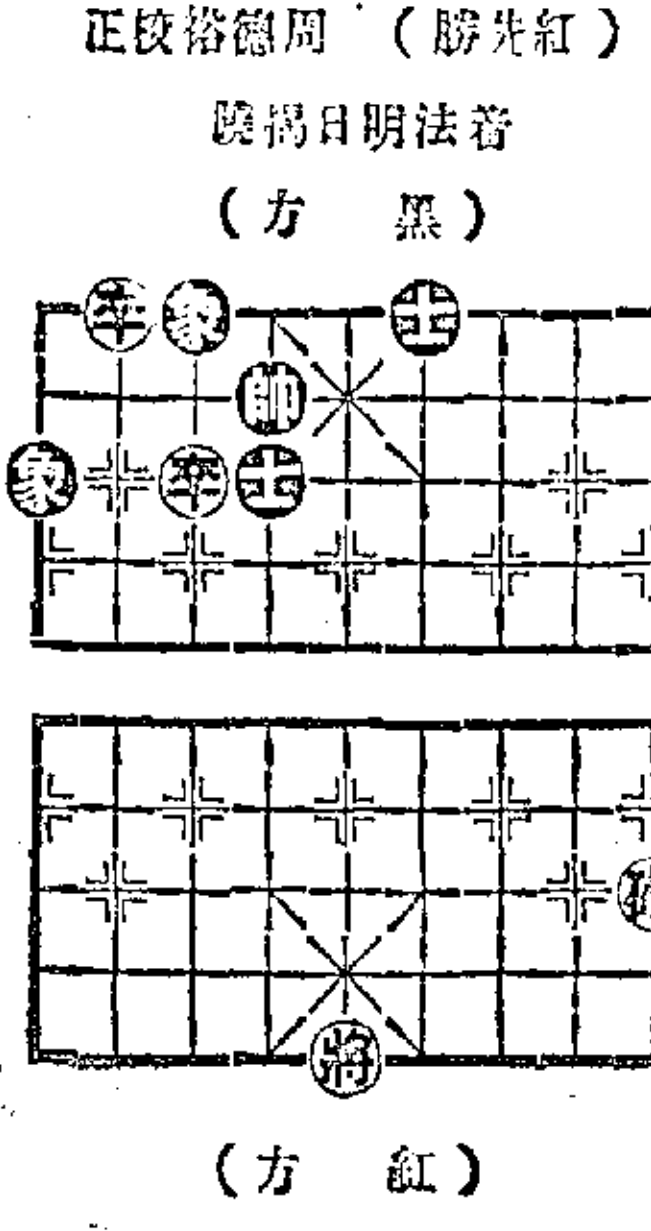 （紅先勝）　周德裕校正
着法明日揭曉
（黑　方）
士　象　卒
帥
士　卒　象
將
（紅　方）